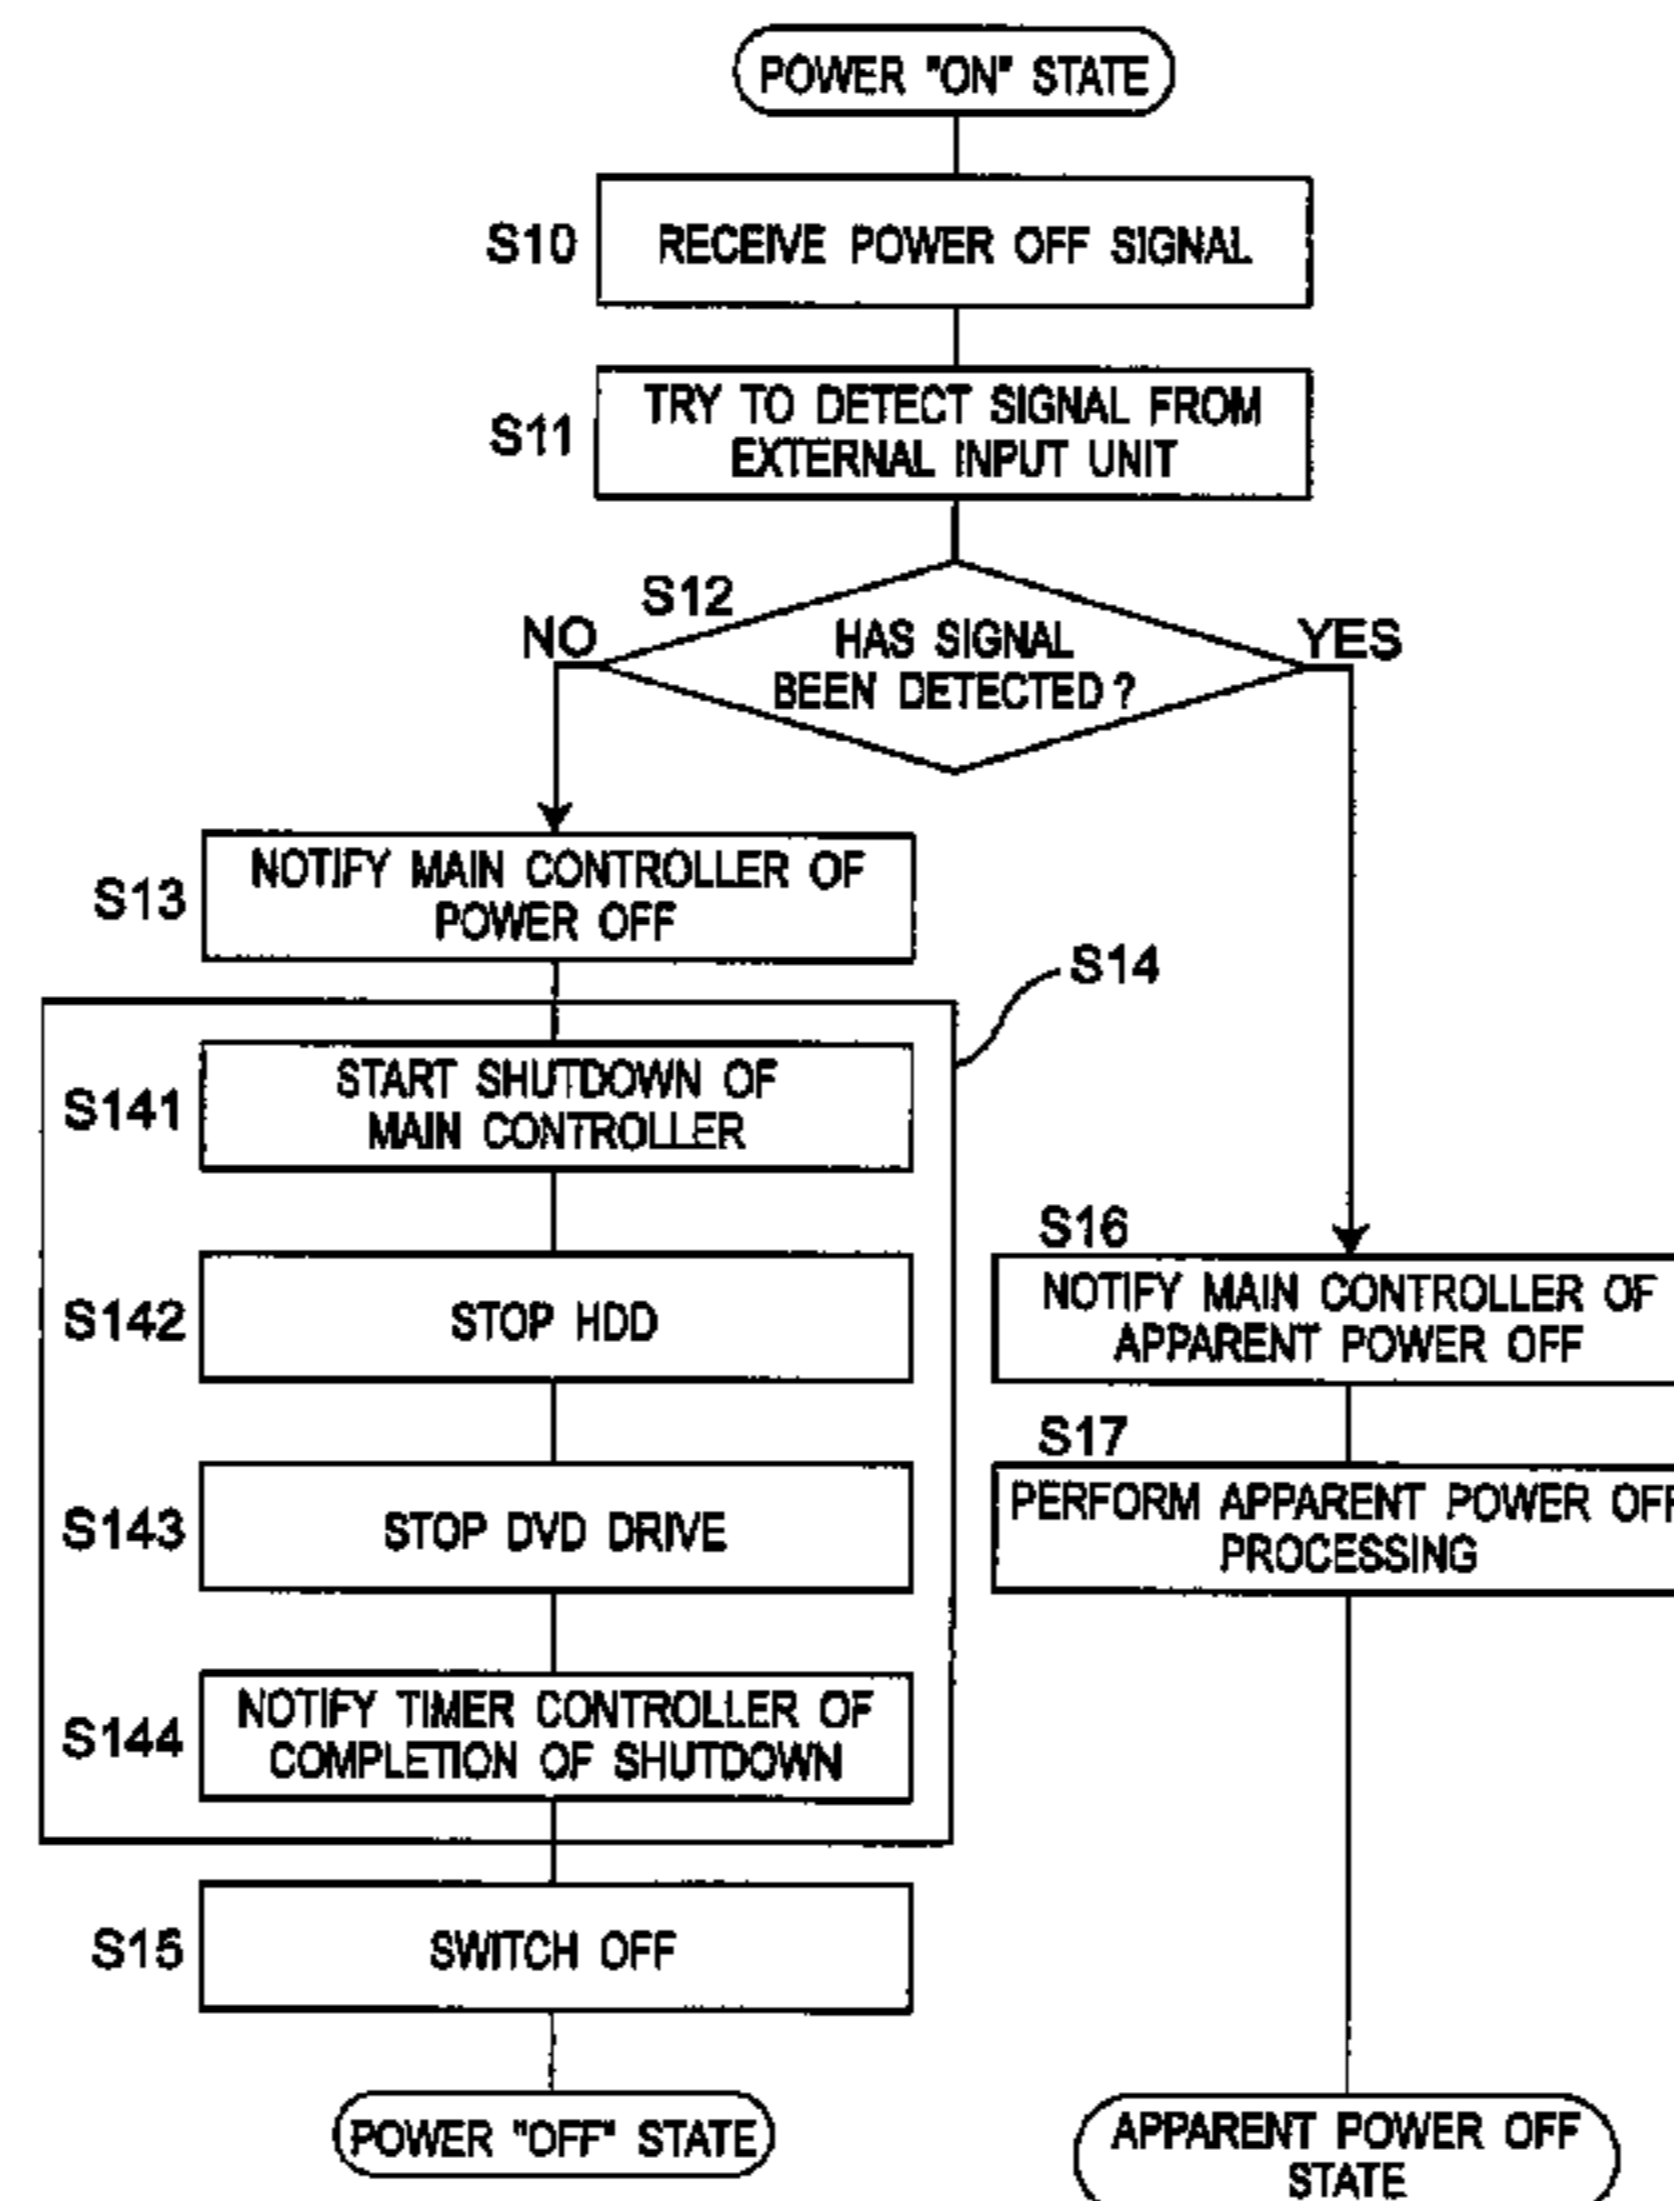 POWER "ON" STATE
S10
RECEIVE POWER OFF SIGNAL
S11
TRY TO DETECT SIGNAL FROM
EXTERNAL INPUT UNIT
S12
NO
HAS SIGNAL
BEEN DETECTED?
YES
S13
NOTIFY MAIN CONTROLLER OF
POWER OFF
S14
S141
START SHUTDOWN OF
MAIN CONTROLLER
S142
STOP HDD
S143
STOP DVD DRIVE
S144
NOTIFY TIMER CONTROLLER OF
COMPLETION OF SHUTDOWN
S15
SWITCH OFF
POWER "OFF" STATE
S16
NOTIFY MAIN CONTROLLER OF
APPARENT POWER OFF
S17
PERFORM APPARENT POWER OFF
PROCESSING
APPARENT POWER OFF
STATE